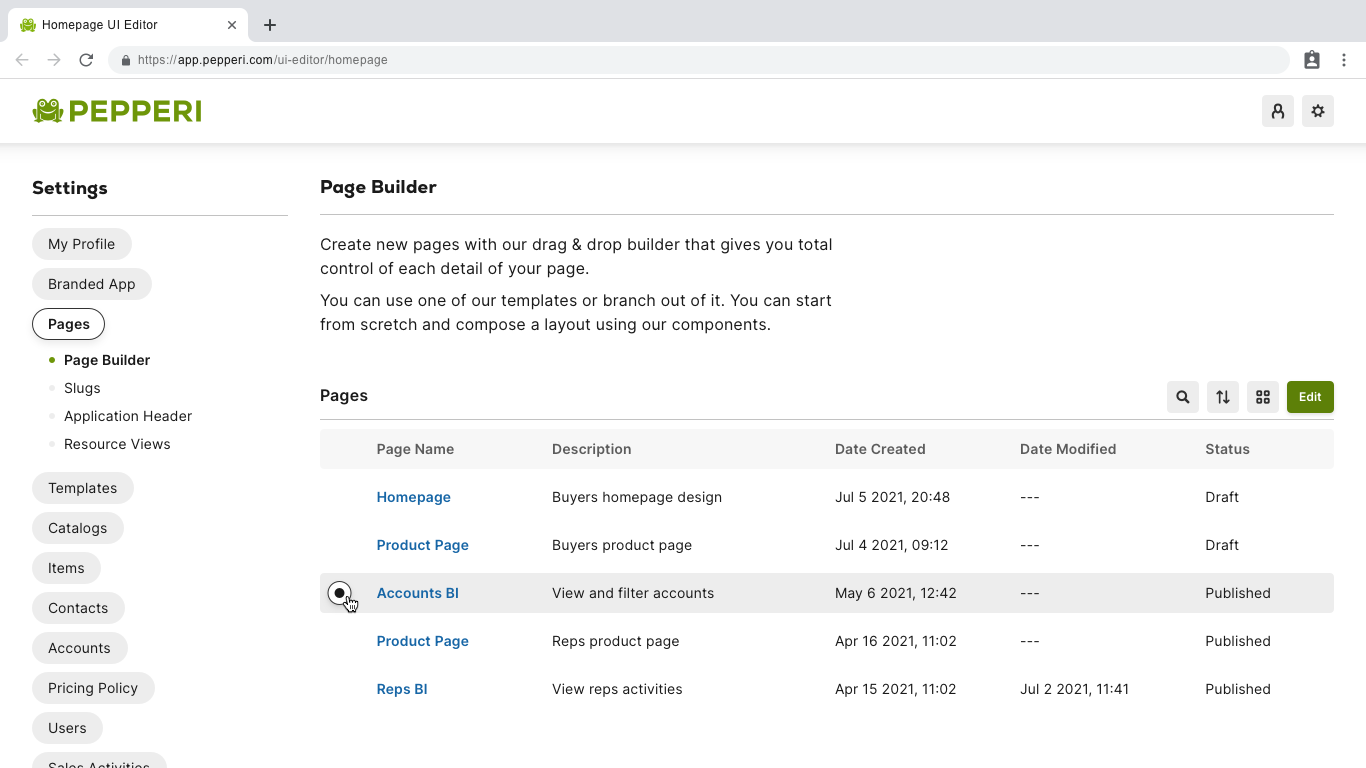 Homepage UI Editor
https://app.pepperi.com/ui-editor/homepage
PEPPERI
Settings
My Profile
Branded App
Pages
Page Builder
Slugs
Application Header
Resource Views
Templates
Catalogs
Items
Contacts
Accounts
Pricing Policy
Users
Sales Activities
Page Builder
Create new pages with our drag & drop builder that gives you total
control of each detail of your page.
You can use one of our templates or branch out of it. You can start
from scretch and compose a layout using our components.
Pages
Edit
Page Name Description Date Created Date Modified Status
Homepage Buyers homepage design Jul 5 2021, 20:48 --- Draft
Product Page Buyers product page Jul 4 2021, 09:12 --- Draft
Accounts BI View and filter accounts May 6 2021, 12:42 --- Published
Product Page Reps product page Apr 16 2021, 11:02 --- Published
Reps BI View reps activities Apr 15 2021, 11:02 Jul 2 2021, 11:41 Published